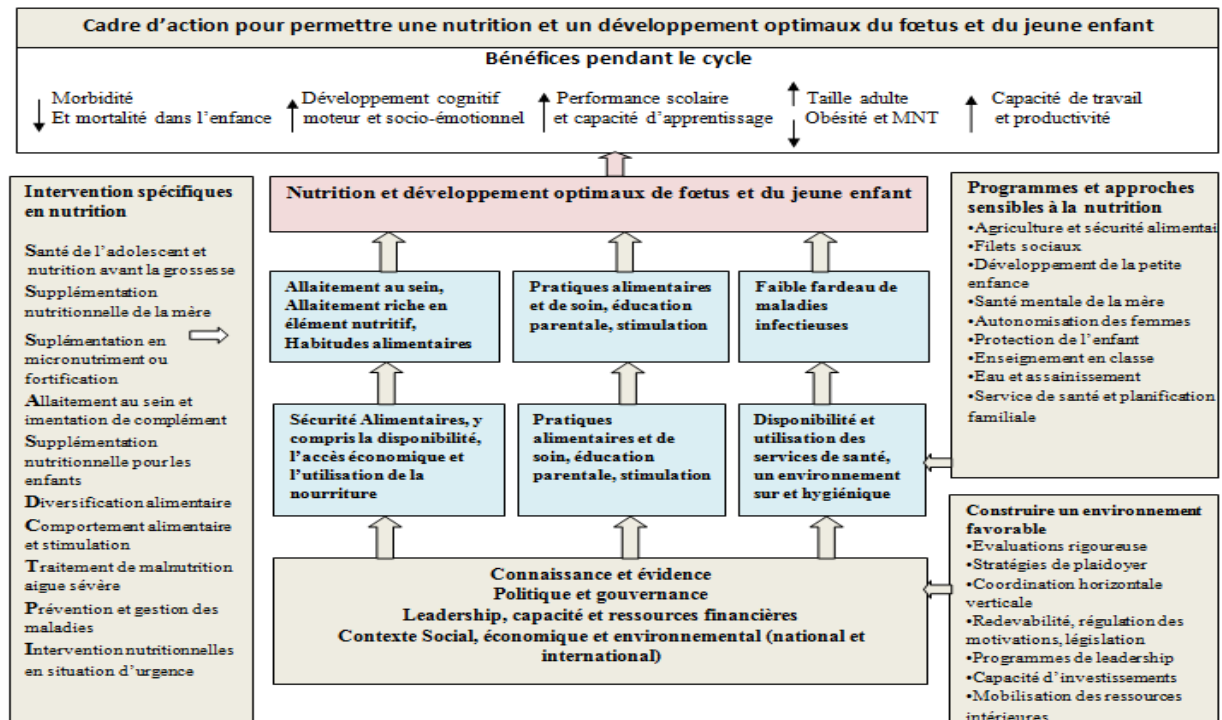 Cadre d'action pour permettre une nutrition et un développement optimaux du fœtus et du jeune enfant
Bénéfices pendant le cycle
Morbidité
Et mortalité dans l'enfance
Développement cognitif
moteur et socio-émotionnel
Performance scolaire
et capacité d'apprentissage
Taille adulte
Obésité et MNT
Capacité de travail
et productivité
Intervention spécifiques
en nutrition
Santé de l'adolescent et
nutrition avant la grossesse
Supplémentation
nutritionnelle de la mère
Suplémentation en
micronutriment ou
fortification
Allaitement au sein et
imentation de complément
Supplémentation
nutritionnelle pour les
enfants
Diversification alimentaire
Comportement alimentaire
et stimulation
Traitement de malnutrition
aigue sévère
Prévention et gestion des
maladies
Intervention nutritionnelles
en situation d'urgence
Nutrition et développement optimaux de fœtus et du jeune enfant
Allaitement au sein,
Allaitement riche en
élément nutritif,
Habitudes alimentaires
Pratiques alimentaires
et de soin, éducation
parentale, stimulation
Faible fardeau de
maladies
infectieuses
Sécurité Alimentaires, y
compris la disponibilité,
l'accès économique et
l'utilisation de la
nourriture
Pratiques
alimentaires et de
soin, éducation
parentale, stimulation
Disponibilité et
utilisation des
services de santé,
un environnement
sur et hygiénique
Connaissance et évidence
Politique et gouvernance
Leadership, capacité et ressources financières
Contexte Social, économique et environnemental (national et
international)
Programmes et approches
sensibles à la nutrition
•Agriculture et sécurité alimentai
•Filets sociaux
•Développement de la petite
enfance
•Santé mentale de la mère
•Autonomisation des femmes
•Protection de l'enfant
•Enseignement en classe
•Eau et assainissement
•Service de santé et planification
familiale
Construire un environnement
favorable
•Evaluations rigoureuse
•Stratégies de plaidoyer
•Coordination horizontale
verticale
•Redevabilité, régulation des
motivations, législation
•Programmes de leadership
•Capacité d'investissements
•Mobilisation des ressources
intérieures